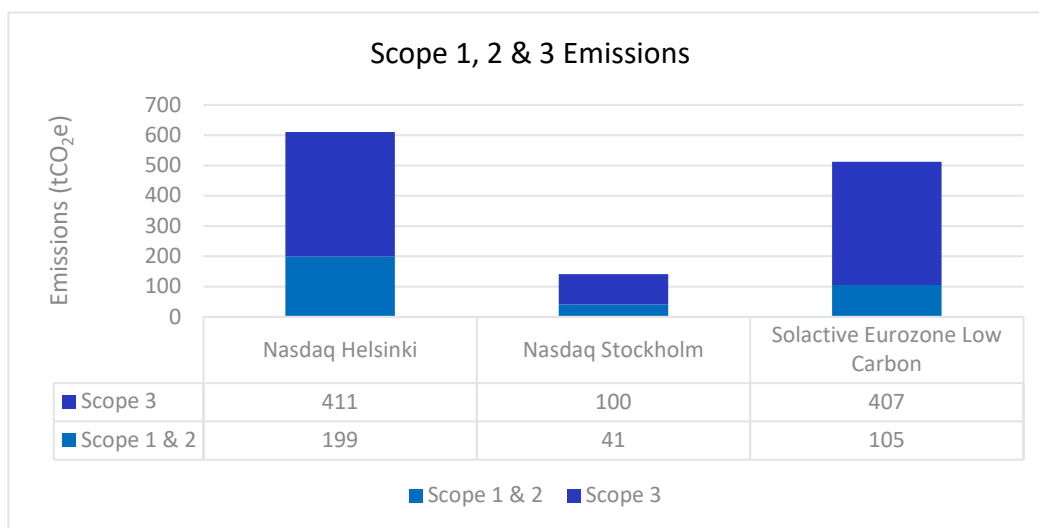 Scope 1, 2 & 3 Emissions
Emissions (tCO₂e)
700
600
500
400
300
200
100
0
Nasdaq Helsinki Nasdaq Stockholm Solactive Eurozone Low
Carbon
Scope 3 411 100 407
Scope 1 & 2 199 41 105
Scope 1 & 2 Scope 3